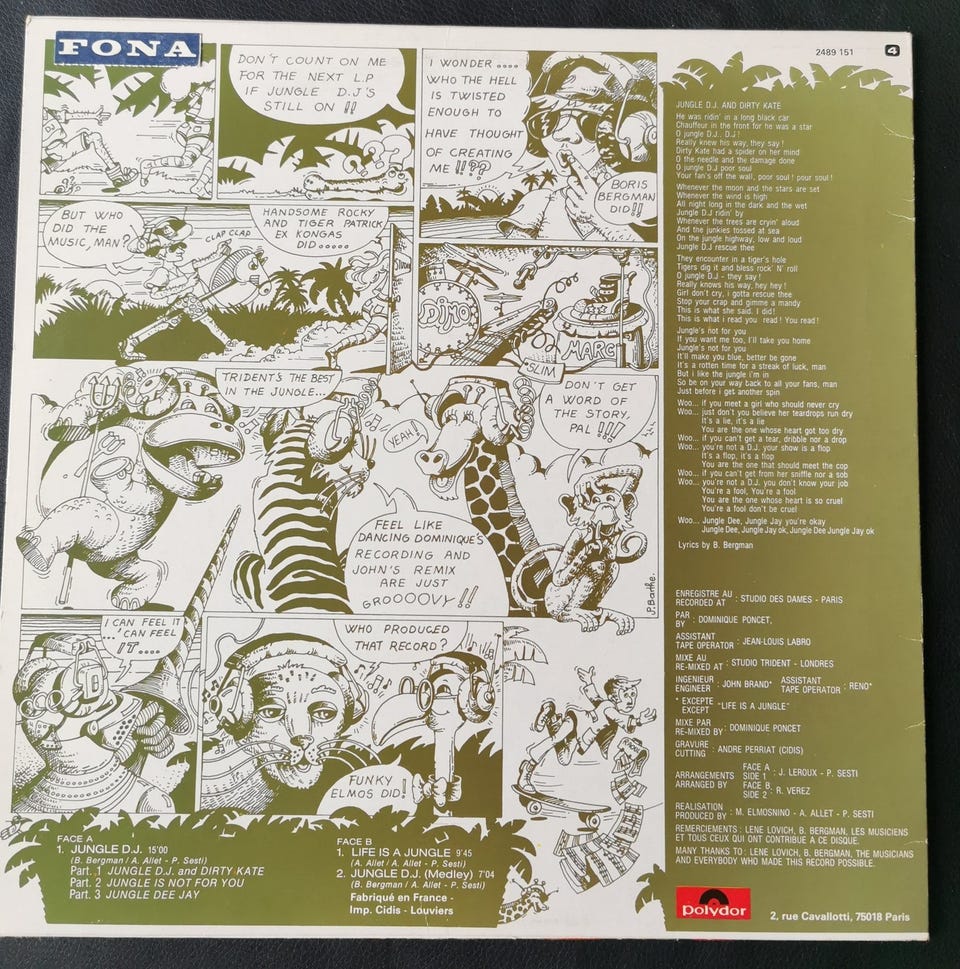 FONA
2489 151
4
DON'T COUNT ON ME
FOR THE NEXT L.P
IF JUNGLE D.J'S
STILL ON !!
???
I WONDER ....
WHO THE HELL
IS TWISTED
ENOUGH TO
HAVE THOUGHT
OF CREATING
ME !!??
BORIS
BERGMAN
DID!!
BUT WHO
DID THE
MUSIC, MAN?
CLAP CLAP
HANDSOME ROCKY
AND TIGER PATRICK
EX KONGAS
DID.....
DJMO
MARC
SLIM
TRIDENT'S THE BEST
IN THE JUNGLE...
YEAH!
DON'T GET
A WORD OF
THE STORY,
PAL !!!
FEEL LIKE
DANCING DOMINIQUE'S
RECORDING AND
JOHN'S REMIX
ARE JUST
GROOOOVY !!
J.P.Barthe.
I CAN FEEL IT
...'CAN FEEL
IT....
D
WHO PRODUCED
THAT RECORD?
FUNKY
ELMOS DID!
FACE A
1. JUNGLE D.J. 15'00
(B. Bergman / A. Allet - P. Sesti)
Part. 1 JUNGLE D.J. and DIRTY KATE
Part. 2 JUNGLE IS NOT FOR YOU
Part. 3 JUNGLE DEE JAY
FACE B
1. LIFE IS A JUNGLE 9'45
(A. Allet / A. Allet - P. Sesti)
2. JUNGLE D.J. (Medley) 7'04
(B. Bergman / A. Allet - P. Sesti)
Fabriqué en France -
Imp. Cidis - Louviers
JUNGLE D.J. AND DIRTY KATE
He was ridin' in a long black car
Chauffeur in the front for he was a star
O jungle D.J... D.J !
Really knew his way, they say !
Dirty Kate had a spider on her mind
O the needle and the damage done
O jungle D.J poor soul
Your fan's off the wall, poor soul ! pour soul !
Whenever the moon and the stars are set
Whenever the wind is high
All night long in the dark and the wet
Jungle D.J ridin' by
Whenever the trees are cryin' aloud
And the junkies tossed at sea
On the jungle highway, low and loud
Jungle D.J rescue thee
They encounter in a tiger's hole
Tigers dig it and bless rock' N' roll
O jungle D.J - they say !
Really knows his way, hey hey !
Girl don't cry, i gotta rescue thee
Stop your crap and gimme a mandy
This is what she said. I did !
This is what i read you read ! You read !
Jungle's not for you
If you want me too, I'll take you home
Jungle's not for you
It'll make you blue, better be gone
It's a rotten time for a streak of luck, man
But i like the jungle i'm in
So be on your way back to all your fans, man
Just before i get another spin
Woo... if you meet a girl who should never cry
Woo... just don't you believe her teardrops run dry
It's a lie, it's a lie
You are the one whose heart got too dry
Woo... if you can't get a tear, dribble nor a drop
Woo... you're not a D.J. your show is a flop
It's a flop, it's a flop
You are the one that should meet the cop
Woo... if you can't get from her sniffle nor a sob
Woo... you're not a D.J. you don't know your job
You're a fool, You're a fool
You are the one whose heart is so cruel
You're a fool don't be cruel
Woo... Jungle Dee, Jungle Jay you're okay
Jungle Dee, Jungle Jay ok, Jungle Dee Jungle Jay ok
Lyrics by B. Bergman
ENREGISTRE AU
RECORDED AT : STUDIO DES DAMES - PARIS
PAR
BY : DOMINIQUE PONCET,
ASSISTANT
TAPE OPERATOR : JEAN-LOUIS LABRO
MIXE AU
RE-MIXED AT : STUDIO TRIDENT - LONDRES
INGENIEUR
ENGINEER : JOHN BRAND* ASSISTANT
TAPE OPERATOR : RENO*
* EXCEPTE
EXCEPT "LIFE IS A JUNGLE"
MIXE PAR
RE-MIXED BY : DOMINIQUE PONCET
GRAVURE
CUTTING : ANDRE PERRIAT (CIDIS)
ARRANGEMENTS
ARRANGED BY
FACE A
SIDE 1 : J. LEROUX - P. SESTI
FACE B
SIDE 2 : R. VEREZ
REALISATION
PRODUCED BY : M. ELMOSNINO - A. ALLET - P. SESTI
REMERCIEMENTS : LENE LOVICH, B. BERGMAN, LES MUSICIENS
ET TOUS CEUX QUI ONT CONTRIBUE A CE DISQUE.
MANY THANKS TO : LENE LOVICH, B. BERGMAN, THE MUSICIANS
AND EVERYBODY WHO MADE THIS RECORD POSSIBLE.
polydor
2, rue Cavallotti, 75018 Paris